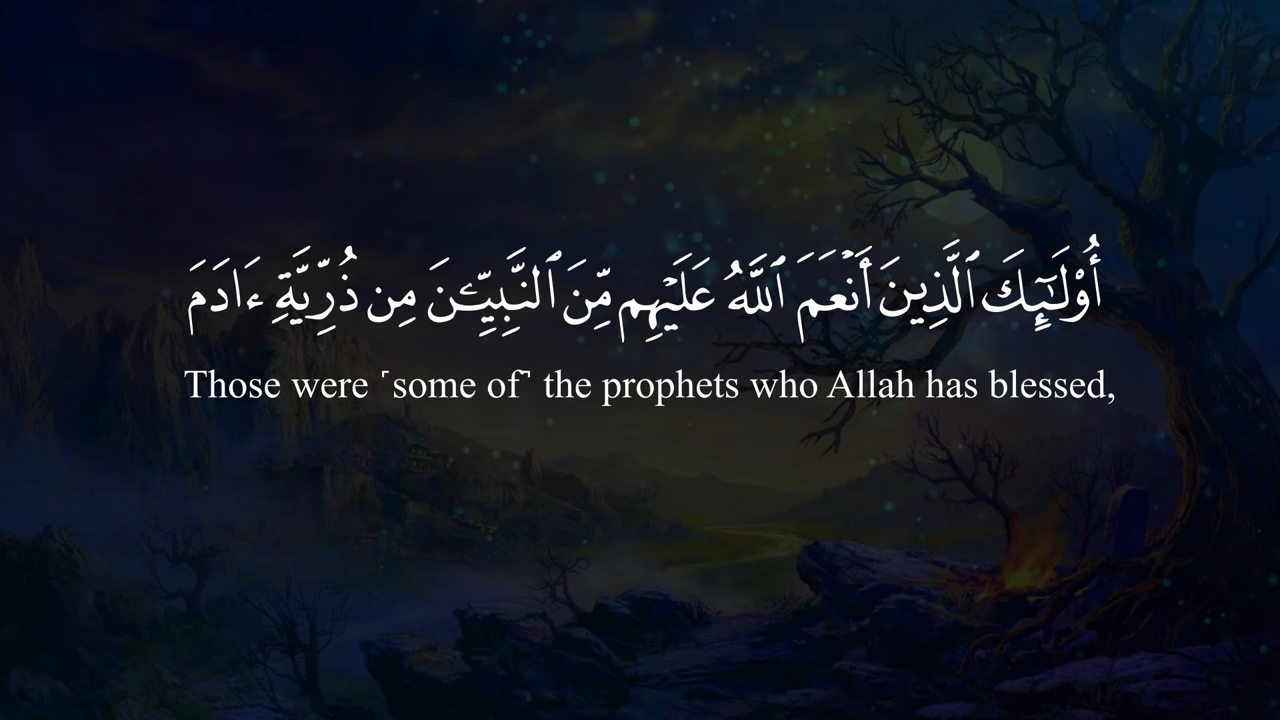 أُو۟لَـٰٓئِكَ ٱلَّذِينَ أَنْعَمَ ٱللَّهُ عَلَيْهِم مِّنَ ٱلنَّبِيِّـۧنَ مِن ذُرِّيَّةِ ءَادَمَ
Those were ˹some of˺ the prophets who Allah has blessed,